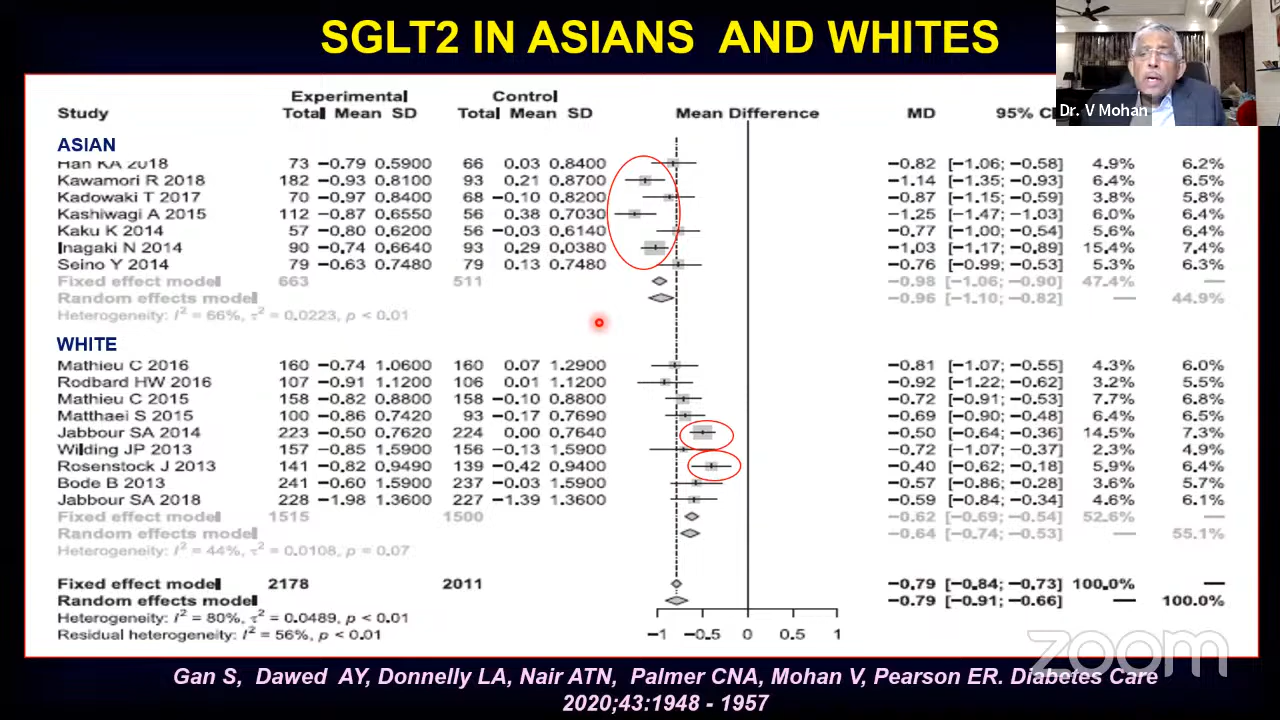 SGLT2 IN ASIANS AND WHITES
Dr. V Mohan
Experimental Control
Study Total Mean SD Total Mean SD Mean Difference MD 95%
ASIAN
Han KA 2018 73 −0.79 0.5900 66 0.03 0.8400 −0.82 [−1.06; −0.58] 4.9% 6.2%
Kawamori R 2018 182 −0.93 0.8100 93 0.21 0.8700 −1.14 [−1.35; −0.93] 6.4% 6.5%
Kadowaki T 2017 70 −0.97 0.8400 68 −0.10 0.8200 −0.87 [−1.15; −0.59] 3.8% 5.8%
Kashiwagi A 2015 112 −0.87 0.6550 56 0.38 0.7030 −1.25 [−1.47; −1.03] 6.0% 6.4%
Kaku K 2014 57 −0.80 0.6200 56 −0.03 0.6140 −0.77 [−1.00; −0.54] 5.6% 6.4%
Inagaki N 2014 90 −0.74 0.6640 93 0.29 0.0380 −1.03 [−1.17; −0.89] 15.4% 7.4%
Seino Y 2014 79 −0.63 0.7480 79 0.13 0.7480 −0.76 [−0.99; −0.53] 5.3% 6.3%
Fixed effect model 663 511 −0.98 [−1.06; −0.90] 47.4% —
Random effects model −0.96 [−1.10; −0.82] — 44.9%
Heterogeneity: I² = 66%, τ² = 0.0223, p < 0.01
WHITE
Mathieu C 2016 160 −0.74 1.0600 160 0.07 1.2900 −0.81 [−1.07; −0.55] 4.3% 6.0%
Rodbard HW 2016 107 −0.91 1.1200 106 0.01 1.1200 −0.92 [−1.22; −0.62] 3.2% 5.5%
Mathieu C 2015 158 −0.82 0.8800 158 −0.10 0.8800 −0.72 [−0.91; −0.53] 7.7% 6.8%
Matthaei S 2015 100 −0.86 0.7420 93 −0.17 0.7690 −0.69 [−0.90; −0.48] 6.4% 6.5%
Jabbour SA 2014 223 −0.50 0.7620 224 0.00 0.7640 −0.50 [−0.64; −0.36] 14.5% 7.3%
Wilding JP 2013 157 −0.85 1.5900 156 −0.13 1.5900 −0.72 [−1.07; −0.37] 2.3% 4.9%
Rosenstock J 2013 141 −0.82 0.9490 139 −0.42 0.9400 −0.40 [−0.62; −0.18] 5.9% 6.4%
Bode B 2013 241 −0.60 1.5900 237 −0.03 1.5900 −0.57 [−0.86; −0.28] 3.6% 5.7%
Jabbour SA 2018 228 −1.98 1.3600 227 −1.39 1.3600 −0.59 [−0.84; −0.34] 4.6% 6.1%
Fixed effect model 1515 1500 −0.62 [−0.69; −0.54] 52.6% —
Random effects model −0.64 [−0.74; −0.53] — 55.1%
Heterogeneity: I² = 44%, τ² = 0.0108, p = 0.07
Fixed effect model 2178 2011 −0.79 [−0.84; −0.73] 100.0% —
Random effects model −0.79 [−0.91; −0.66] — 100.0%
Heterogeneity: I² = 80%, τ² = 0.0489, p < 0.01
Residual heterogeneity: I² = 56%, p < 0.01
−1 −0.5 0 0.5 1
zoom
Gan S, Dawed AY, Donnelly LA, Nair ATN, Palmer CNA, Mohan V, Pearson ER. Diabetes Care
2020;43:1948 - 1957